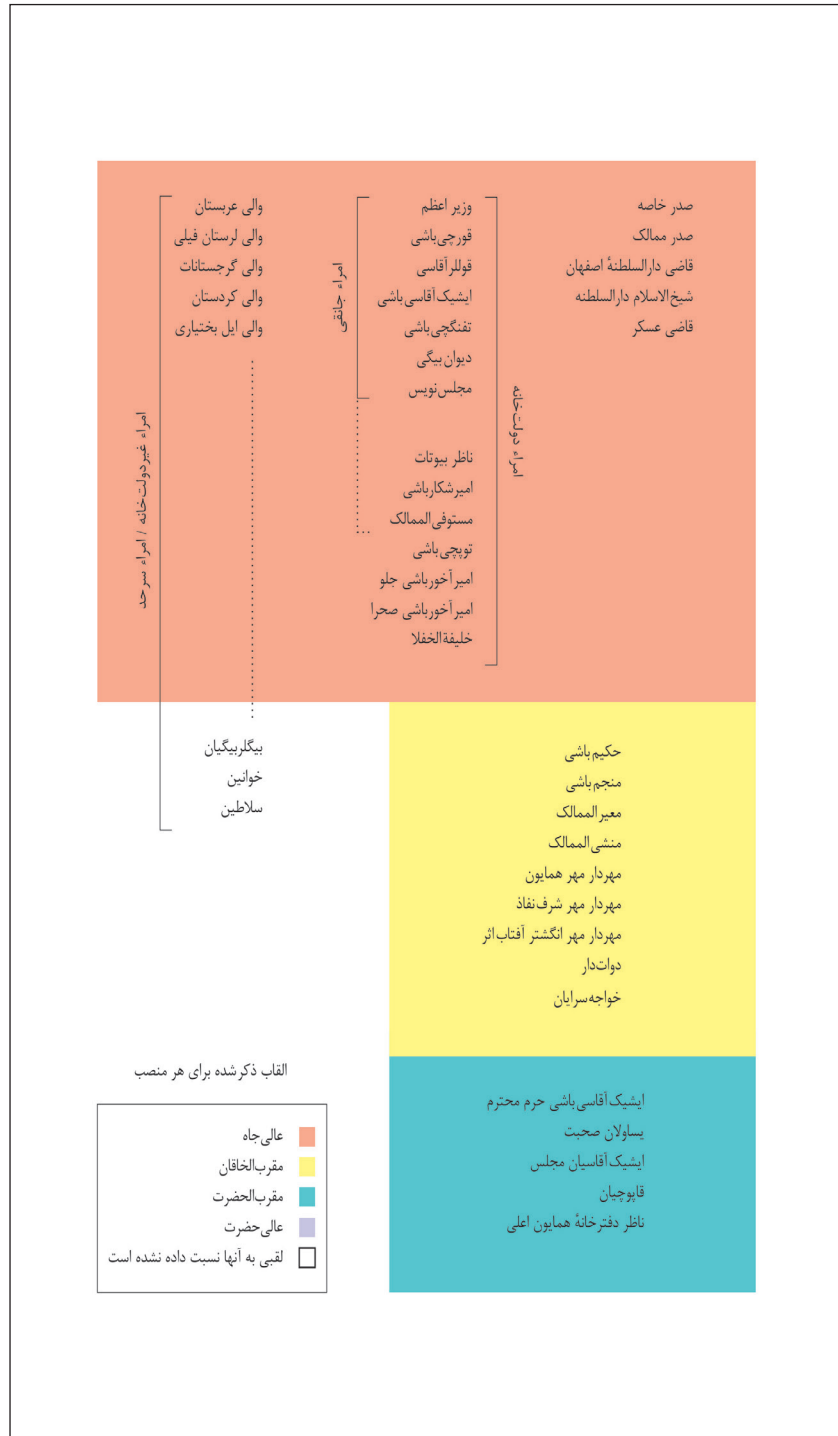 صدر خاصه
صدر ممالک
قاضی دارالسلطنهٔ اصفهان
شیخ‌الاسلام دارالسلطنه
قاضی عسکر
امراء دولت‌خانه
وزیر اعظم
قورچی‌باشی
قوللرآقاسی
ایشیک‌آقاسی‌باشی
تفنگچی‌باشی
دیوان‌بیگی
مجلس‌نویس
ناظر بیوتات
امیرشکارباشی
مستوفی‌الممالک
توپچی‌باشی
امیرآخورباشی جلو
امیرآخورباشی صحرا
خلیفةالخفلا
امراء جانقی
والی عربستان
والی لرستان فیلی
والی گرجستانات
والی کردستان
والی ایل بختیاری
بیگلربیگیان
خوانین
سلاطین
امراء غیردولت‌خانه / امراء سرحد
حکیم‌باشی
منجم‌باشی
معیرالممالک
منشی‌الممالک
مهردار مهر همایون
مهردار مهر شرف‌نفاذ
مهردار مهر انگشتر آفتاب‌اثر
دوات‌دار
خواجه‌سرایان
ایشیک‌آقاسی‌باشی حرم محترم
یساولان صحبت
ایشیک‌آقاسیان مجلس
قاپوچیان
ناظر دفترخانهٔ همایون اعلی
القاب ذکرشده برای هر منصب
عالی‌جاه
مقرب‌الخاقان
مقرب‌الحضرت
عالی‌حضرت
لقبی به آنها نسبت داده نشده است